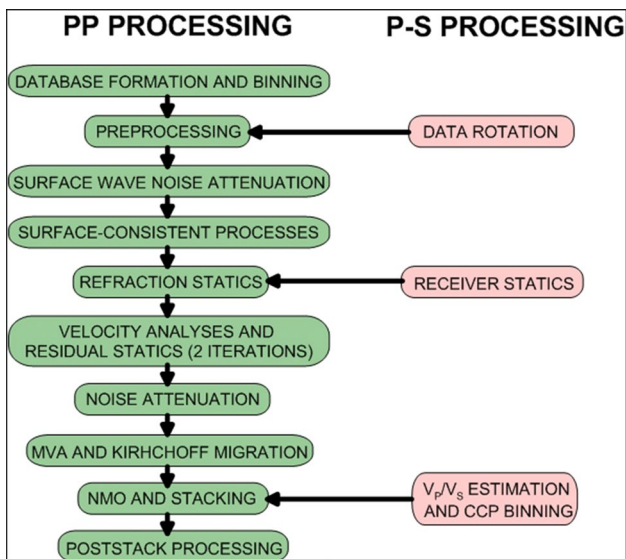 PP PROCESSING
P-S PROCESSING
DATABASE FORMATION AND BINNING
PREPROCESSING
DATA ROTATION
SURFACE WAVE NOISE ATTENUATION
SURFACE-CONSISTENT PROCESSES
REFRACTION STATICS
RECEIVER STATICS
VELOCITY ANALYSES AND
RESIDUAL STATICS (2 ITERATIONS)
NOISE ATTENUATION
MVA AND KIRHCHOFF MIGRATION
NMO AND STACKING
VP/VS ESTIMATION
AND CCP BINNING
POSTSTACK PROCESSING